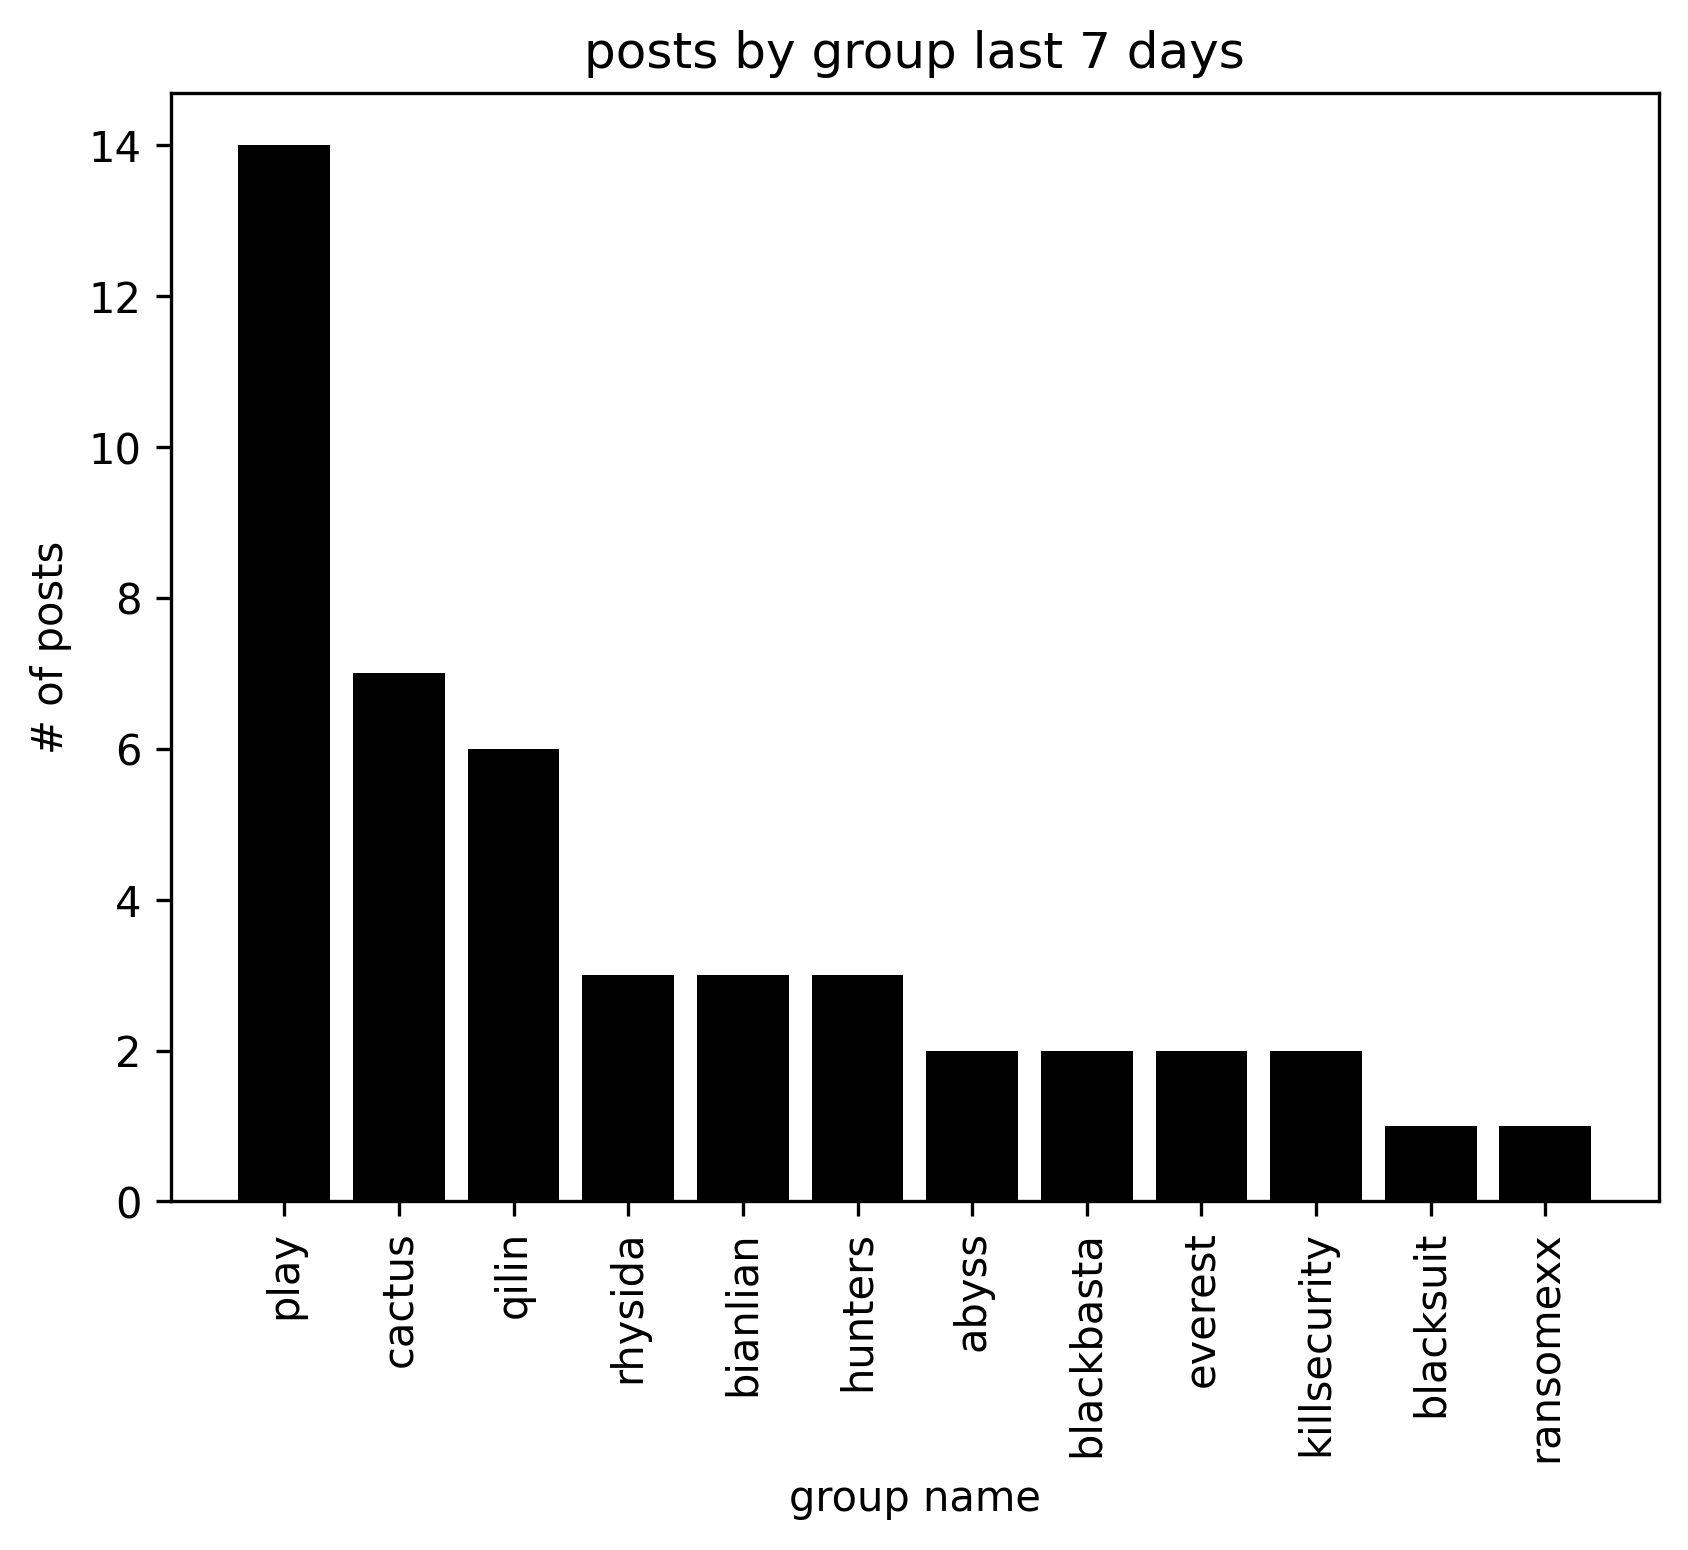 posts by group last 7 days
14
12
10
8
6
4
2
0
# of posts
play
cactus
qilin
rhysida
bianlian
hunters
abyss
blackbasta
everest
killsecurity
blacksuit
ransomexx
group name